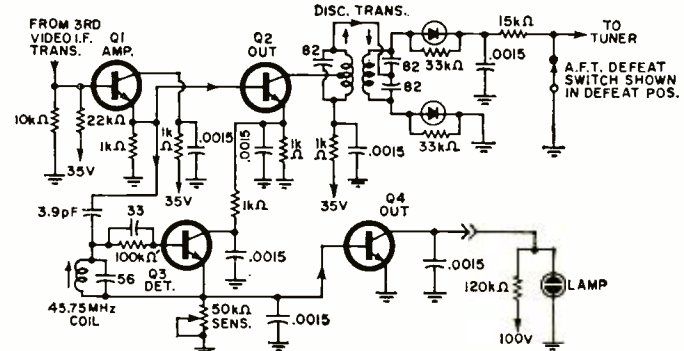 FROM 3RD
VIDEO I.F.
TRANS.
Q1
AMP.
Q2
OUT
DISC. TRANS.
82
82
82
33kΩ
15kΩ
.0015
TO
TUNER
A.F.T. DEFEAT
SWITCH SHOWN
IN DEFEAT POS.
33kΩ
10kΩ
22kΩ
35V
1kΩ
1k
Ω
35V
.0015
.0015
1k
Ω
1k
Ω
35V
.0015
1kΩ
3.9pF
33
100kΩ
Q3
DET.
.0015
56
45.75MHz
COIL
50kΩ
SENS.
.0015
Q4
OUT
.0015
120kΩ
100V
LAMP